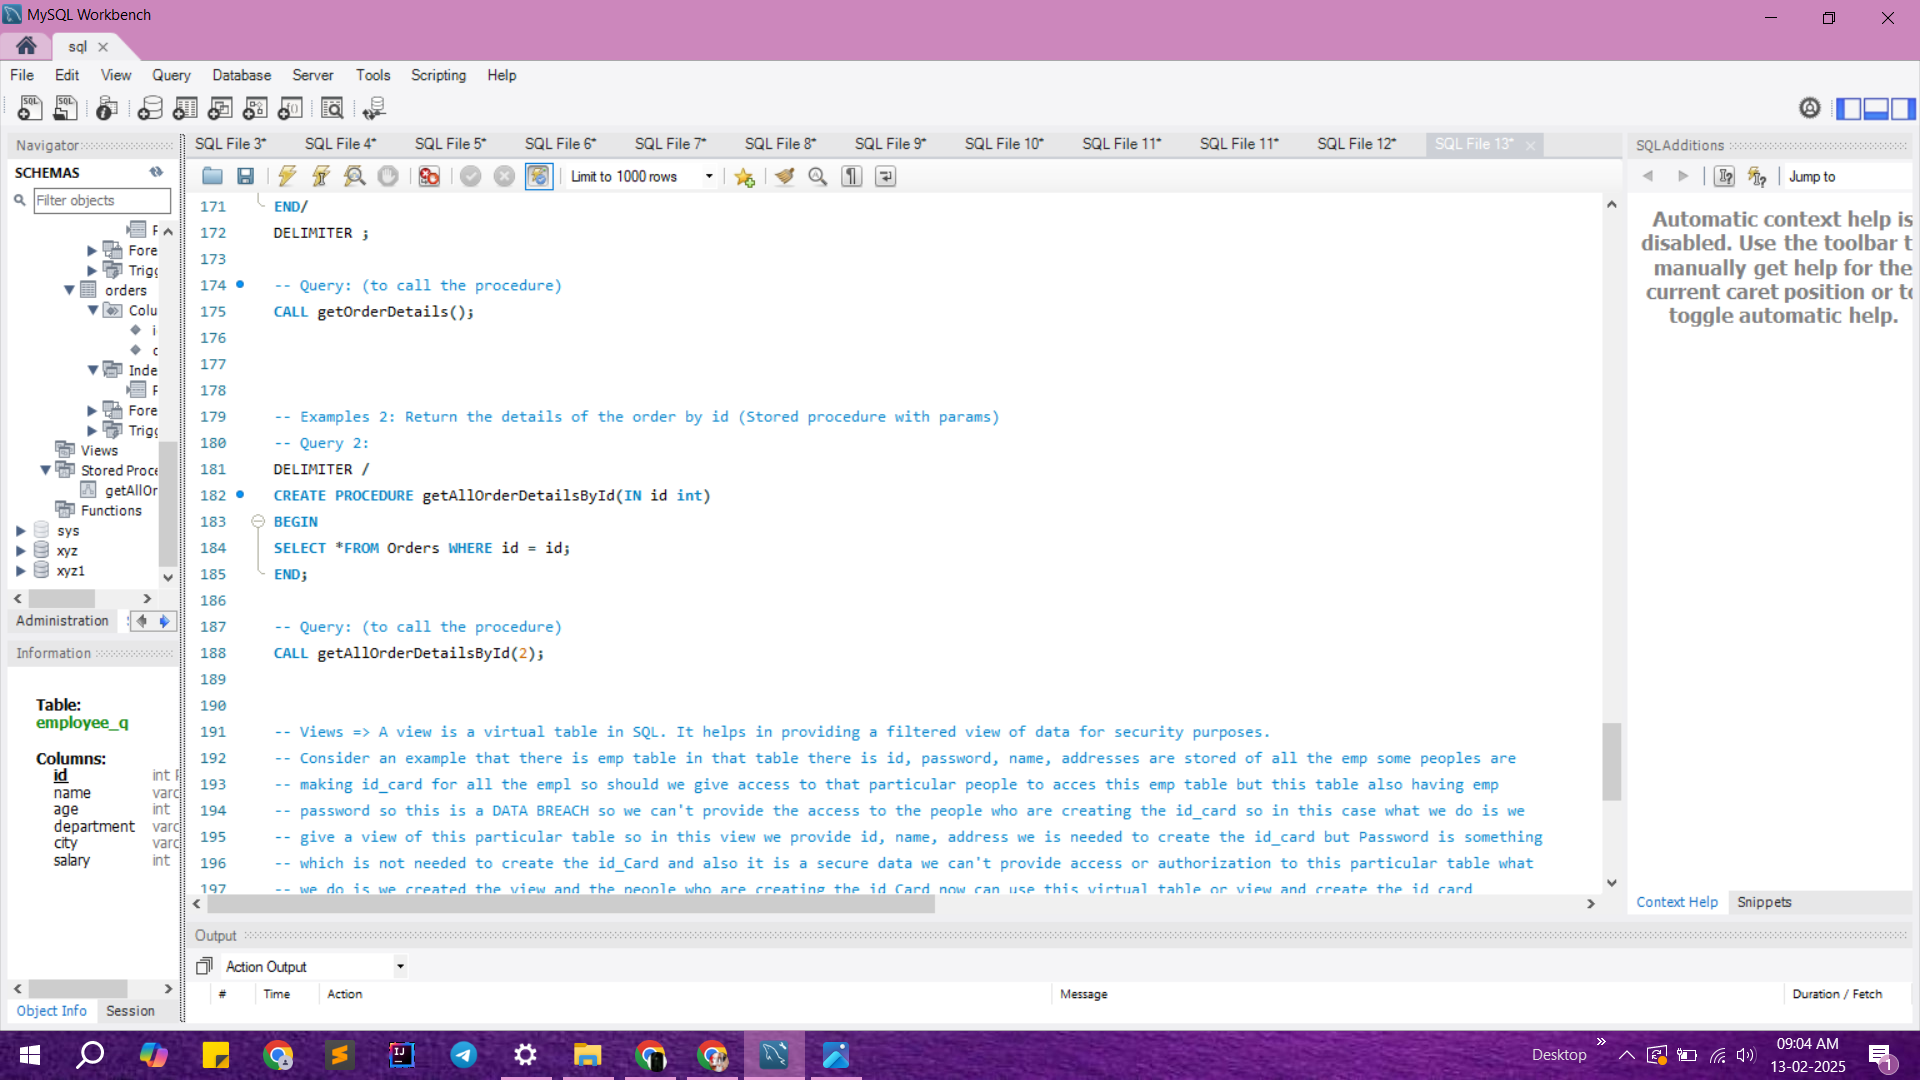 MySQL Workbench
sql
File Edit View Query Database Server Tools Scripting Help
Navigator
SCHEMAS
Filter objects
Fore
Trigg
orders
Colu
Inde
Fore
Trigg
Views
Stored Proce
getAllOr
Functions
sys
xyz
xyz1
Administration
Information
Table:
employee_q
Columns:
id int
name varc
age int
department varc
city varc
salary int
Object Info Session
SQL File 3* SQL File 4* SQL File 5* SQL File 6* SQL File 7* SQL File 8* SQL File 9* SQL File 10* SQL File 11* SQL File 11* SQL File 12* SQL File 13*
Limit to 1000 rows
171 END/
172 DELIMITER ;
173
174 -- Query: (to call the procedure)
175 CALL getOrderDetails();
176
177
178
179 -- Examples 2: Return the details of the order by id (Stored procedure with params)
180 -- Query 2:
181 DELIMITER /
182 CREATE PROCEDURE getAllOrderDetailsById(IN id int)
183 BEGIN
184 SELECT *FROM Orders WHERE id = id;
185 END;
186
187 -- Query: (to call the procedure)
188 CALL getAllOrderDetailsById(2);
189
190
191 -- Views => A view is a virtual table in SQL. It helps in providing a filtered view of data for security purposes.
192 -- Consider an example that there is emp table in that table there is id, password, name, addresses are stored of all the emp some peoples are
193 -- making id_card for all the empl so should we give access to that particular people to acces this emp table but this table also having emp
194 -- password so this is a DATA BREACH so we can't provide the access to the people who are creating the id_card so in this case what we do is we
195 -- give a view of this particular table so in this view we provide id, name, address we is needed to create the id_card but Password is something
196 -- which is not needed to create the id_Card and also it is a secure data we can't provide access or authorization to this particular table what
197 -- we do is we created the view and the people who are creating the id_Card now can use this virtual table or view and create the id_card
Output
Action Output
# Time Action Message Duration / Fetch
SQLAdditions
Jump to
Automatic context help is
disabled. Use the toolbar t
manually get help for the
current caret position or to
toggle automatic help.
Context Help Snippets
Desktop
09:04 AM
13-02-2025
1